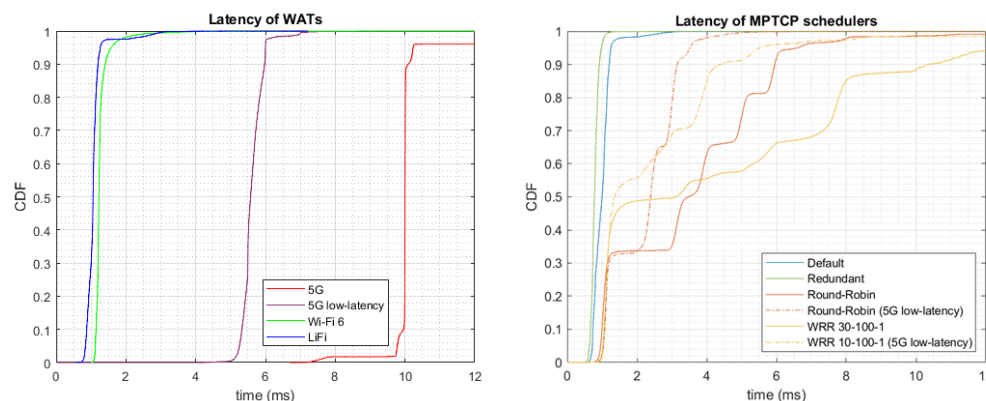 Latency of WATs
CDF
1
0.9
0.8
0.7
0.6
0.5
0.4
0.3
0.2
0.1
0
0 2 4 6 8 10 12
time (ms)
5G
5G low-latency
Wi-Fi 6
LiFi
Latency of MPTCP schedulers
CDF
1
0.9
0.8
0.7
0.6
0.5
0.4
0.3
0.2
0.1
0
0 2 4 6 8 10 12
time (ms)
Default
Redundant
Round-Robin
Round-Robin (5G low-latency)
WRR 30-100-1
WRR 10-100-1 (5G low-latency)